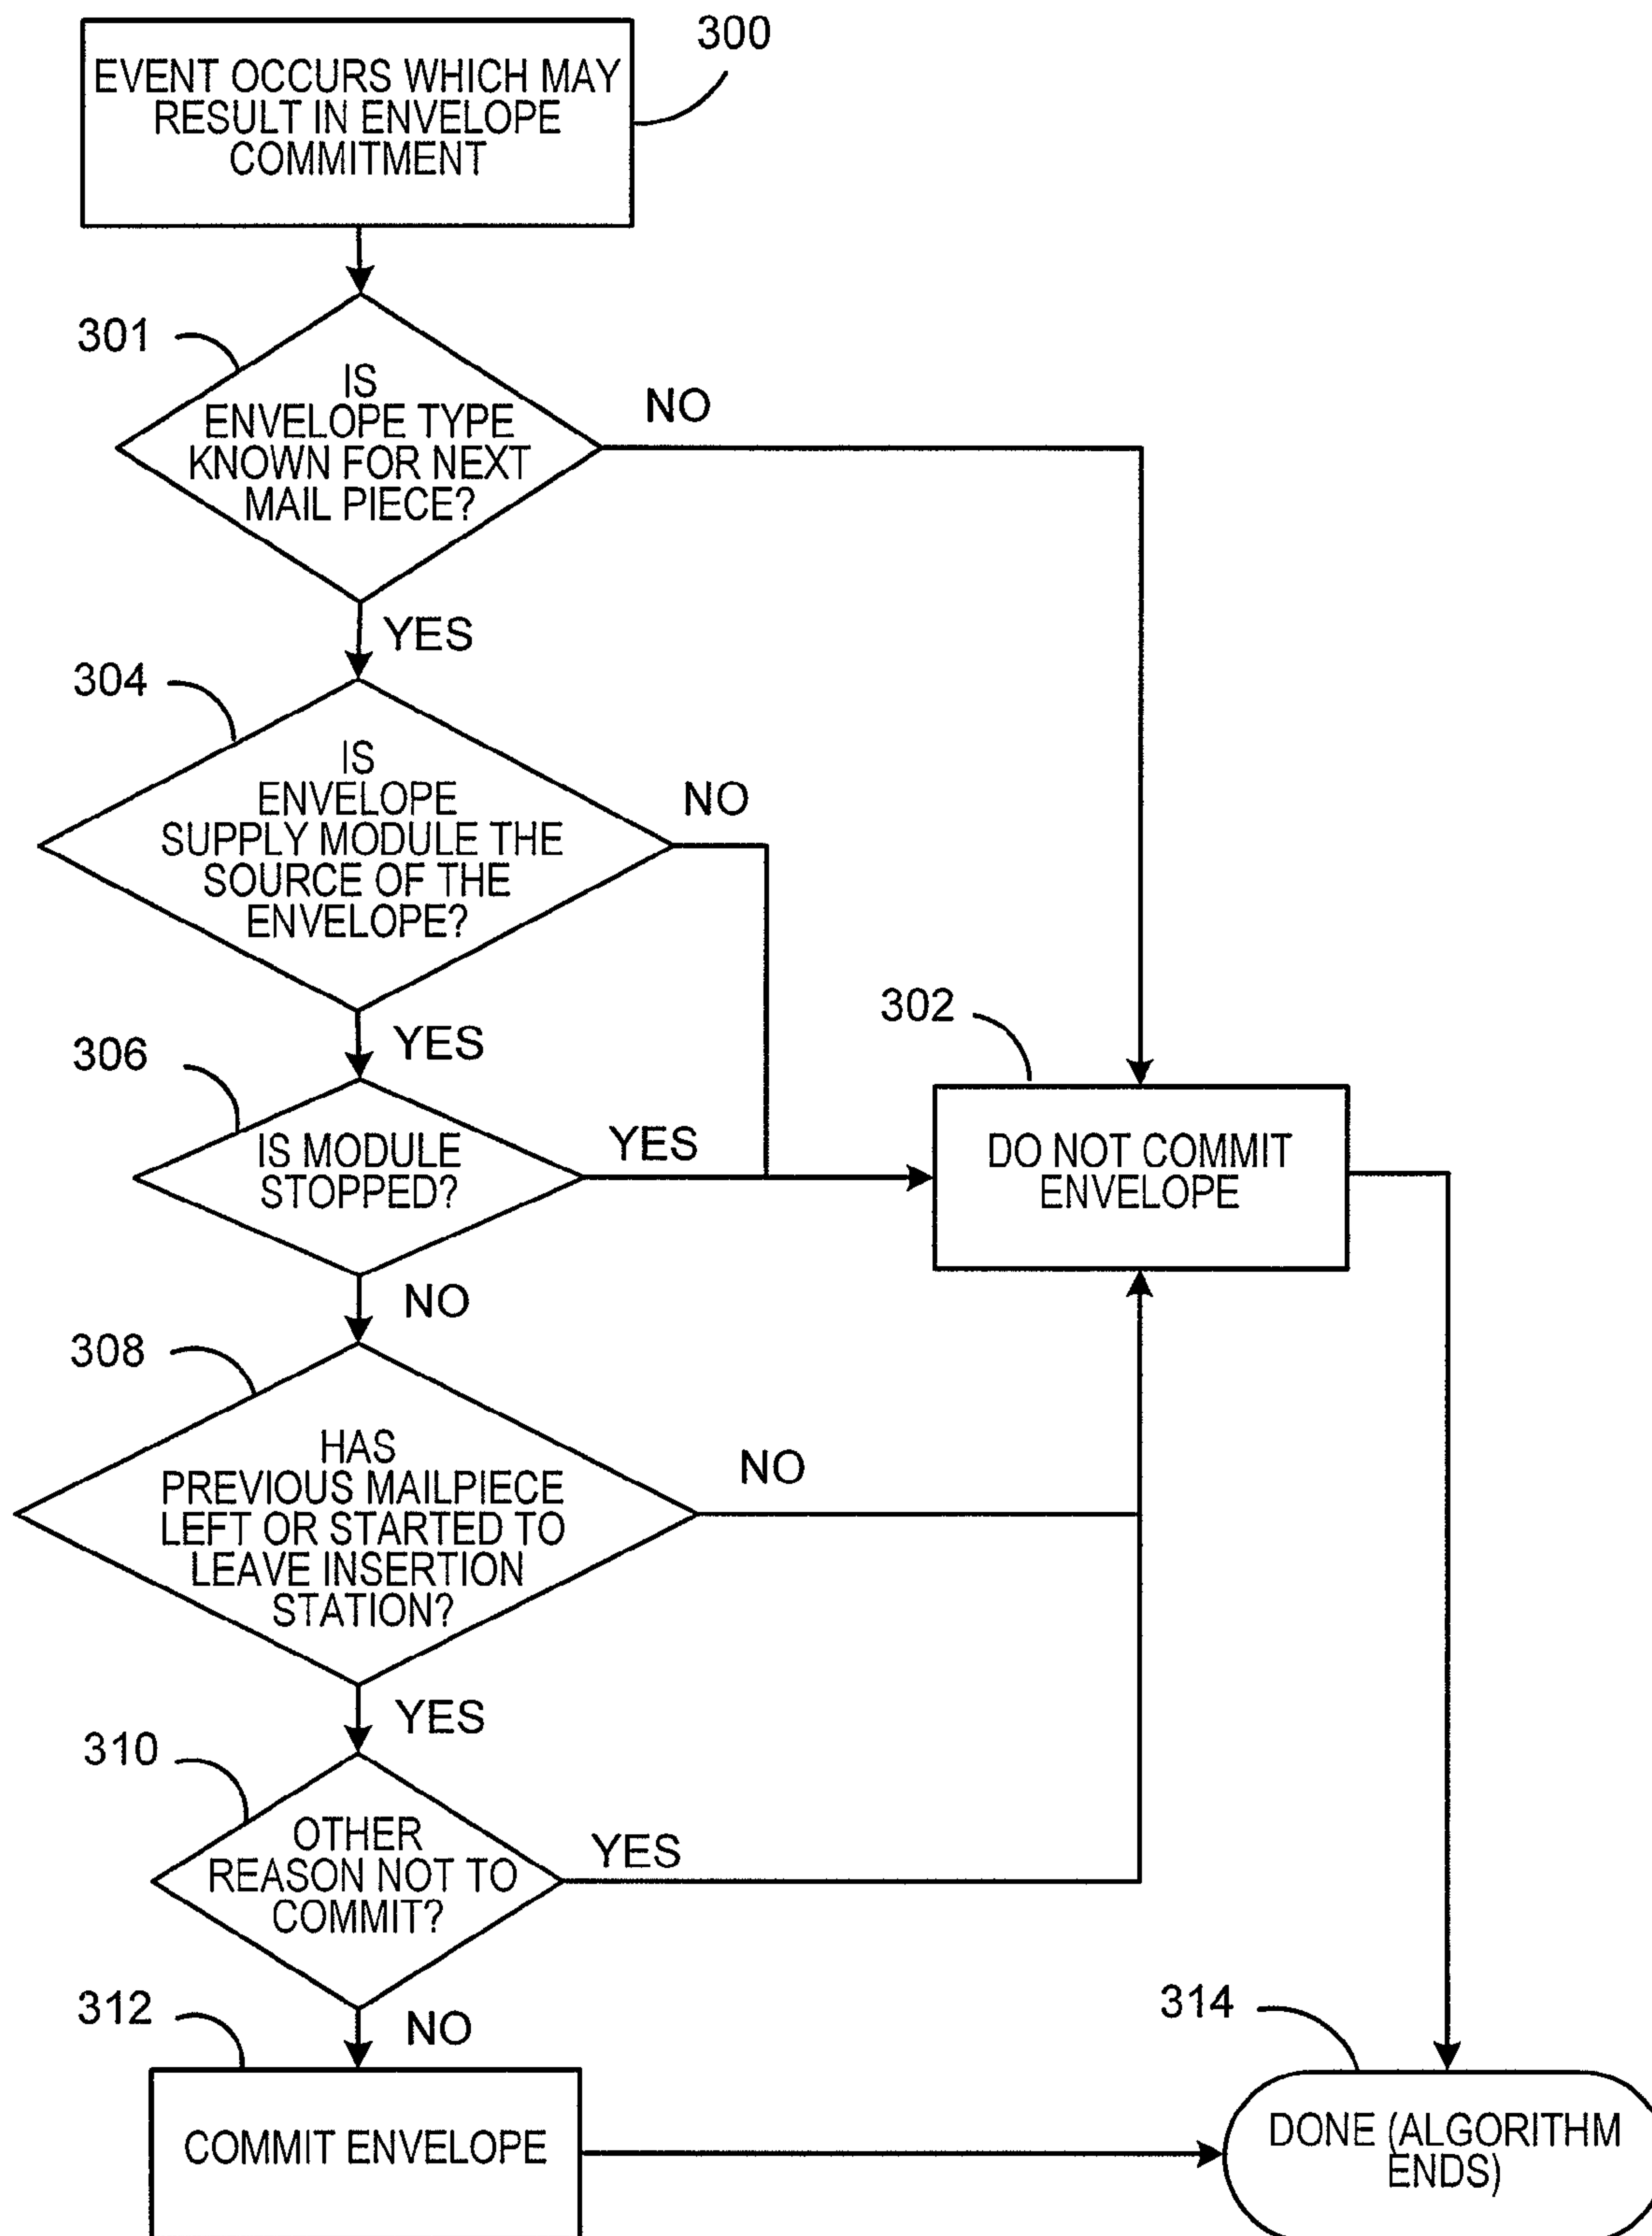 300
EVENT OCCURS WHICH MAY
RESULT IN ENVELOPE
COMMITMENT
301
IS
ENVELOPE TYPE
KNOWN FOR NEXT
MAIL PIECE?
NO
YES
304
IS
ENVELOPE
SUPPLY MODULE THE
SOURCE OF THE
ENVELOPE?
NO
YES
302
306
IS MODULE
STOPPED?
YES
DO NOT COMMIT
ENVELOPE
NO
308
HAS
PREVIOUS MAILPIECE
LEFT OR STARTED TO
LEAVE INSERTION
STATION?
NO
YES
310
OTHER
REASON NOT TO
COMMIT?
YES
NO
312
COMMIT ENVELOPE
314
DONE (ALGORITHM
ENDS)